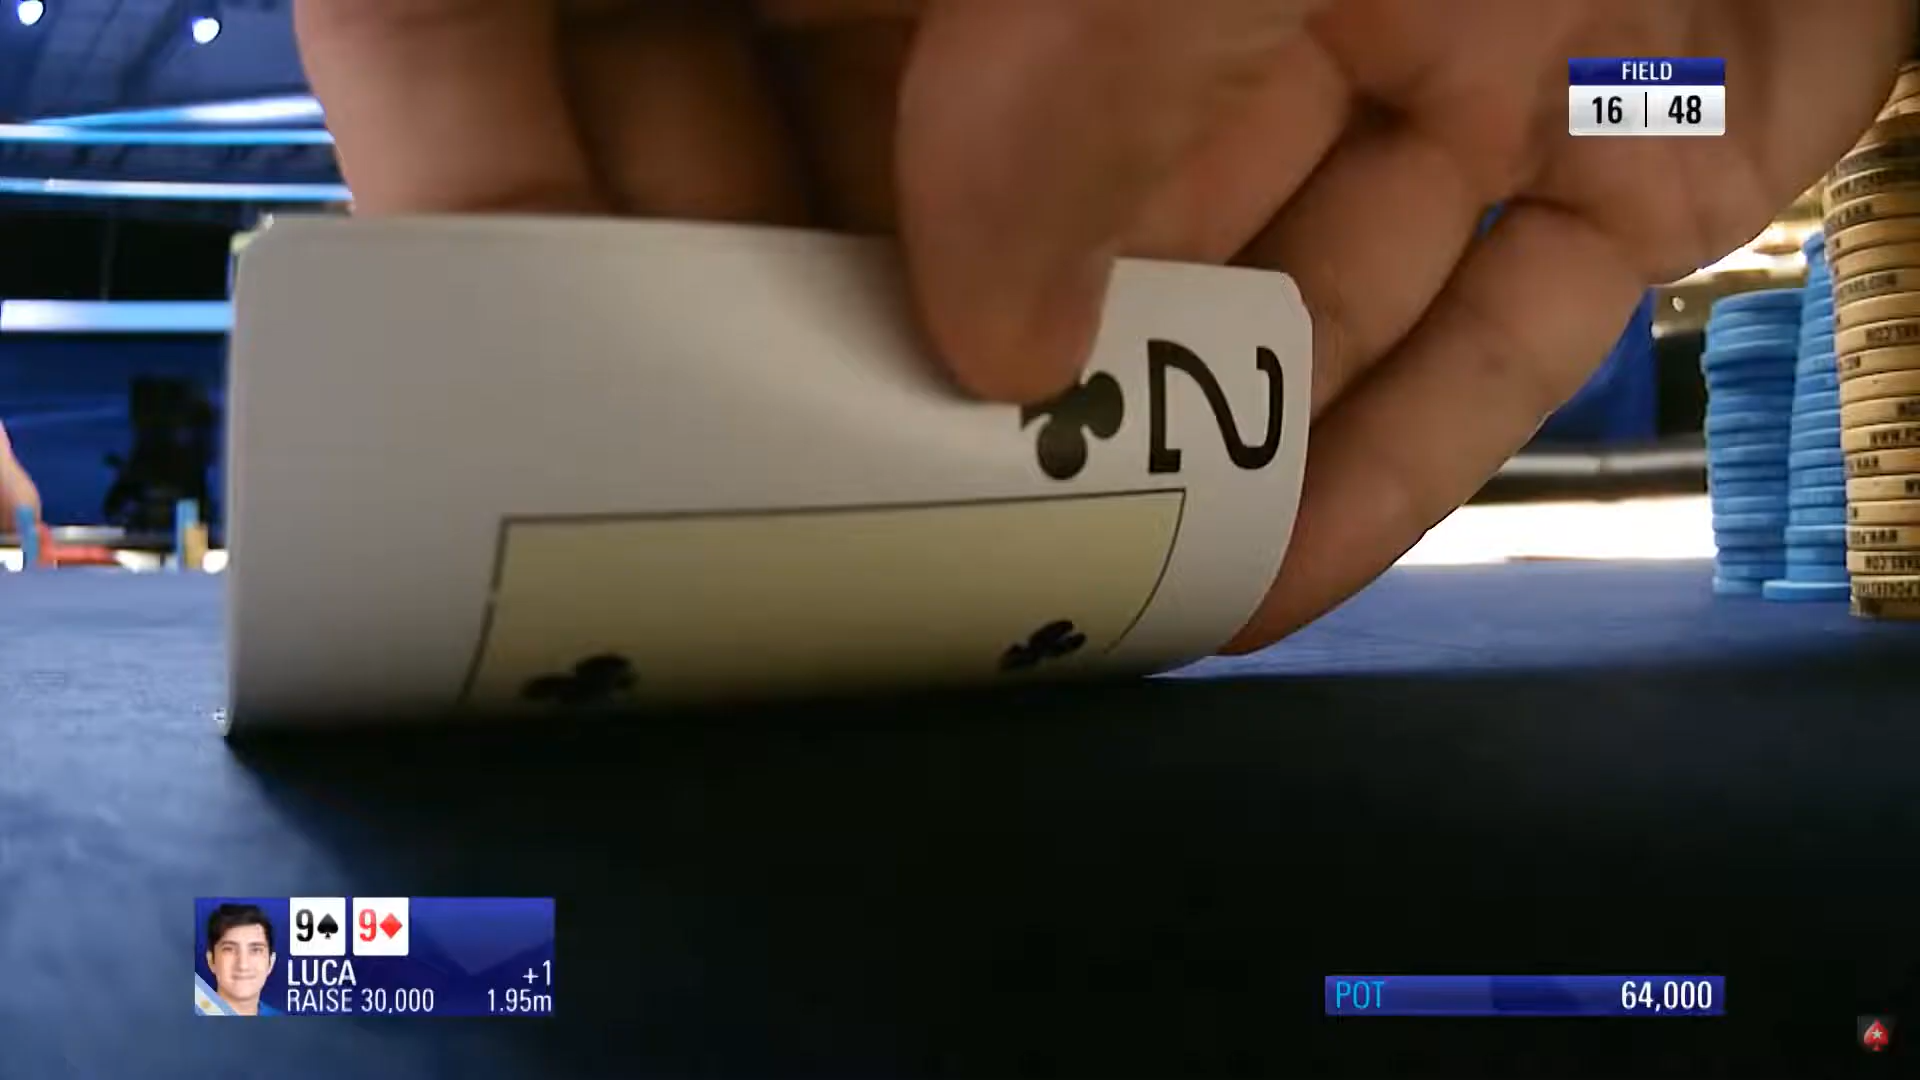 FIELD
16 | 48
2
9♠ 9♦
LUCA +1
RAISE 30,000 1.95m
POT 64,000